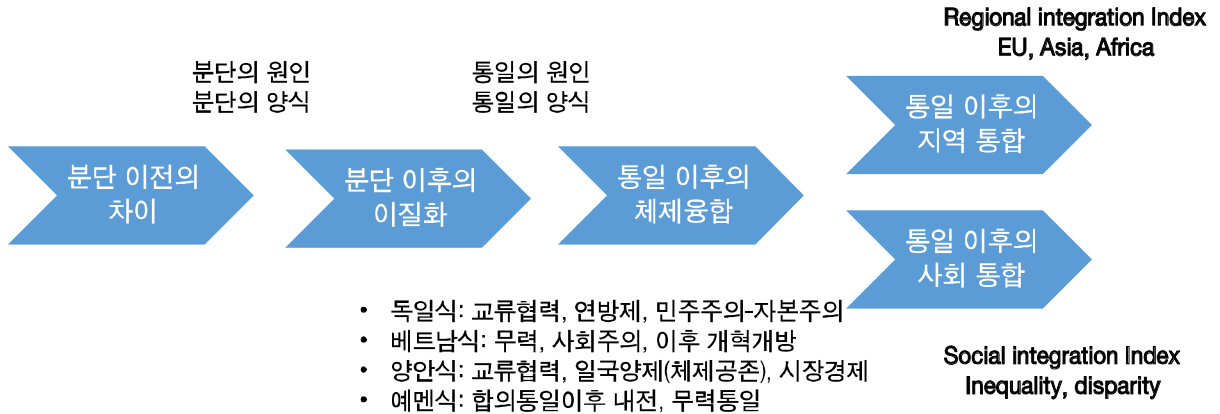 Regional integration Index
EU, Asia, Africa
분단의 원인
분단의 양식
통일의 원인
통일의 양식
통일 이후의
지역 통합
분단 이전의
차이
분단 이후의
이질화
통일 이후의
체제융합
통일 이후의
사회 통합
• 독일식: 교류협력, 연방제, 민주주의-자본주의
• 베트남식: 무력, 사회주의, 이후 개혁개방
• 양안식: 교류협력, 일국양제(체제공존), 시장경제
• 예멘식: 합의통일이후 내전, 무력통일
Social integration Index
Inequality, disparity